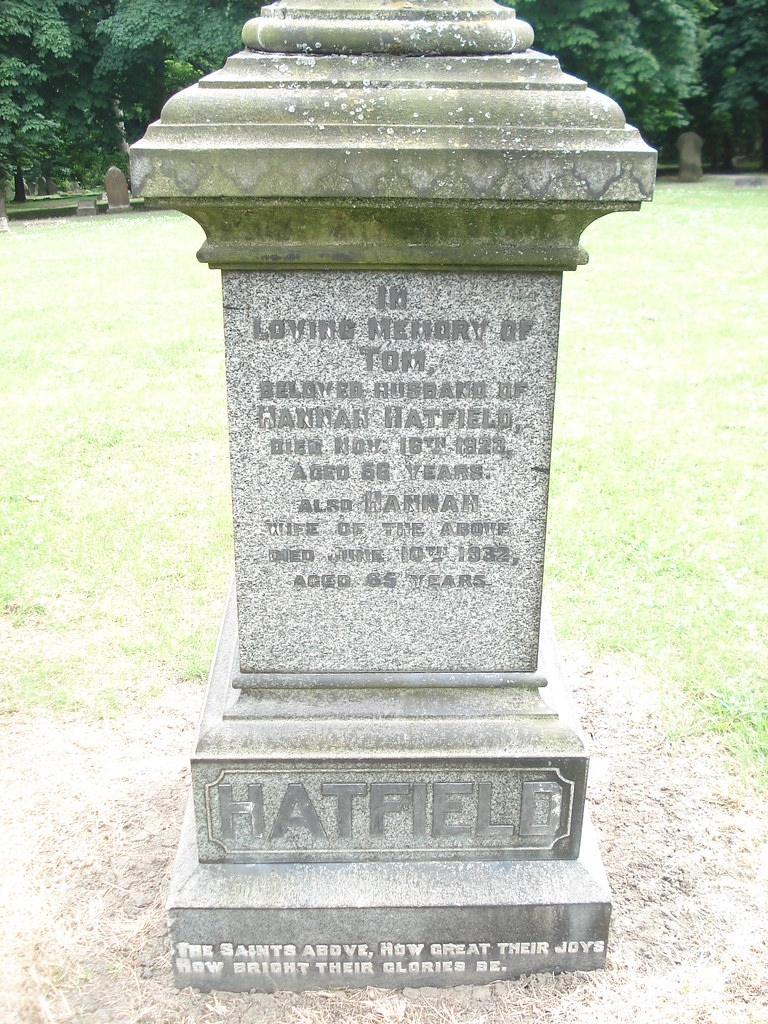 IN
LOVING MEMORY OF
TOM,
BELOVED HUSBAND OF
HANNAH HATFIELD,
DIED NOV. 16TH 1923,
AGED 56 YEARS.
ALSO HANNAH
WIFE OF THE ABOVE
DIED JUNE 10TH 1932,
AGED 65 YEARS
HATFIELD
THE SAINTS ABOVE, HOW GREAT THEIR JOYS
HOW BRIGHT THEIR GLORIES BE.